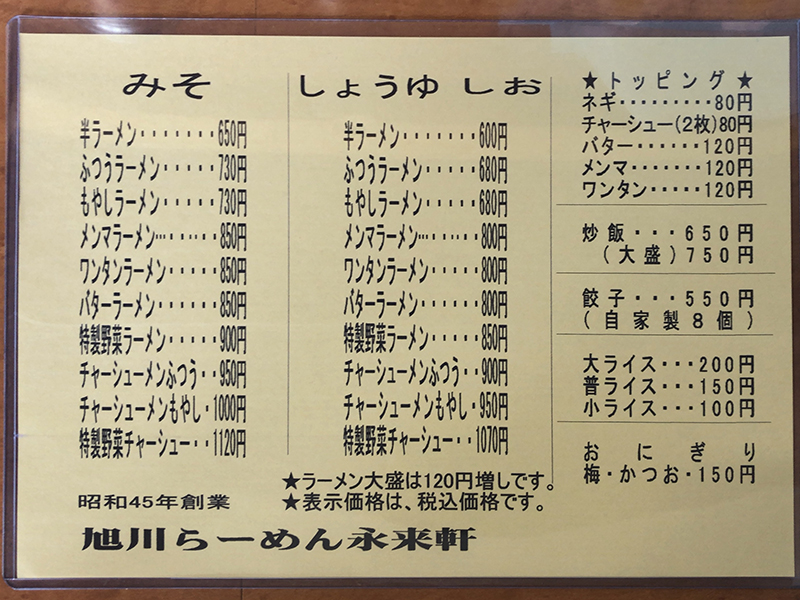 みそ
半ラーメン・・・・・・・650円
ふつうラーメン・・・・・730円
もやしラーメン・・・・・730円
メンマラーメン・・・・・・850円
ワンタンラーメン・・・・850円
バターラーメン・・・・・850円
特製野菜ラーメン・・・・900円
チャーシューメンふつう・・950円
チャーシューメンもやし・1000円
特製野菜チャーシュー・・1120円
しょうゆ しお
半ラーメン・・・・・・・600円
ふつうラーメン・・・・・680円
もやしラーメン・・・・・680円
メンマラーメン・・・・・・800円
ワンタンラーメン・・・・800円
バターラーメン・・・・・800円
特製野菜ラーメン・・・・850円
チャーシューメンふつう・・900円
チャーシューメンもやし・950円
特製野菜チャーシュー・・1070円
★トッピング★
ネギ・・・・・・・・・80円
チャーシュー(2枚)80円
バター・・・・・・120円
メンマ・・・・・・・120円
ワンタン・・・・・120円
炒飯・・・650円
(大盛)750円
餃子・・・550円
(自家製8個)
大ライス・・・200円
普ライス・・・150円
小ライス・・・100円
おにぎり
梅・かつお・150円
★ラーメン大盛は120円増しです。
★表示価格は、税込価格です。
昭和45年創業
旭川らーめん永来軒